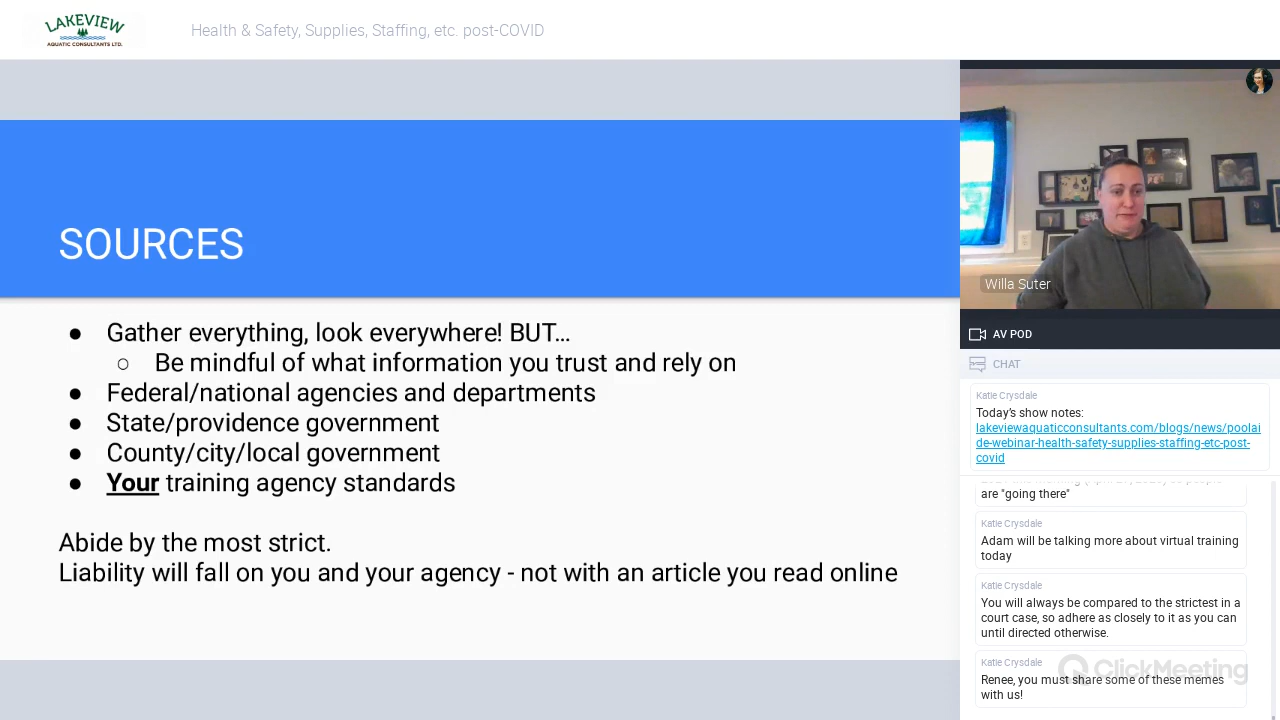 LAKEVIEW
AQUATIC CONSULTANTS LTD.
Health & Safety, Supplies, Staffing, etc. post-COVID
SOURCES
● Gather everything, look everywhere! BUT...
○ Be mindful of what information you trust and rely on
● Federal/national agencies and departments
● State/providence government
● County/city/local government
● Your training agency standards
Abide by the most strict.
Liability will fall on you and your agency - not with an article you read online
Willa Suter
AV POD
CHAT
Katie Crysdale
Today's show notes:
lakeviewaquaticconsultants.com/blogs/news/poolai
de-webinar-health-safety-supplies-staffing-etc-post-
covid
are "going there"
Katie Crysdale
Adam will be talking more about virtual training
today
Katie Crysdale
You will always be compared to the strictest in a
court case, so adhere as closely to it as you can
until directed otherwise.
Katie Crysdale
Renee, you must share some of these memes
with us!
ClickMeeting